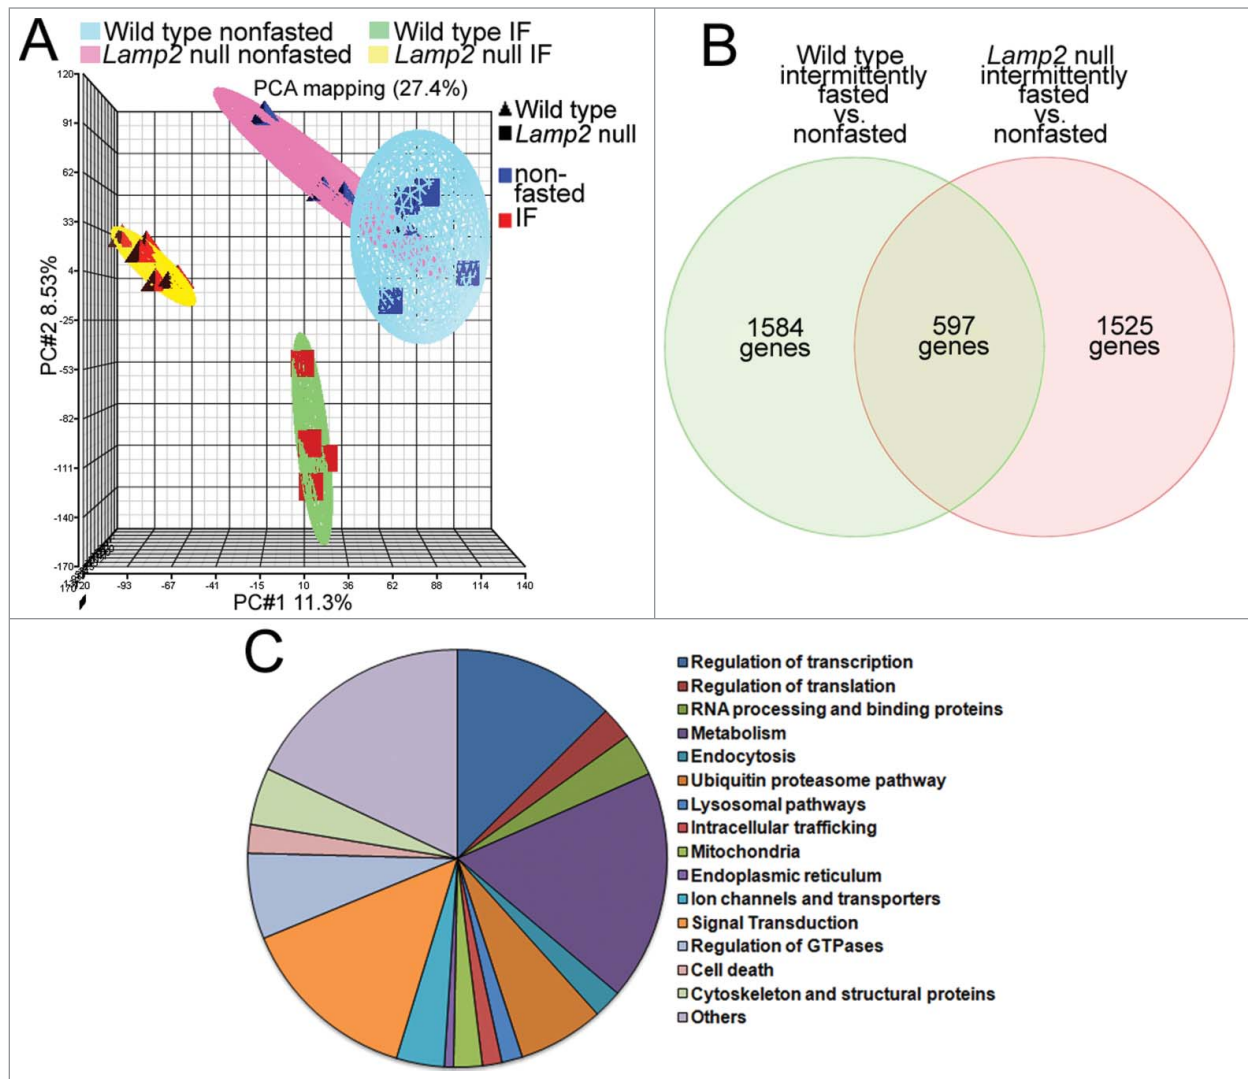 A
Wild type nonfasted
Wild type IF
Lamp2 null nonfasted
Lamp2 null IF
PCA mapping (27.4%)
Wild type
Lamp2 null
non-
fasted
IF
PC#2 8.53%
120
91
62
33
4
-25
-53
-82
-111
-140
-170
-93
-67
-41
-15
10
36
62
88
114
140
PC#1 11.3%
B
Wild type
intermittently
fasted
vs.
nonfasted
Lamp2 null
intermittently
fasted
vs.
nonfasted
1584
genes
597
genes
1525
genes
C
Regulation of transcription
Regulation of translation
RNA processing and binding proteins
Metabolism
Endocytosis
Ubiquitin proteasome pathway
Lysosomal pathways
Intracellular trafficking
Mitochondria
Endoplasmic reticulum
Ion channels and transporters
Signal Transduction
Regulation of GTPases
Cell death
Cytoskeleton and structural proteins
Others